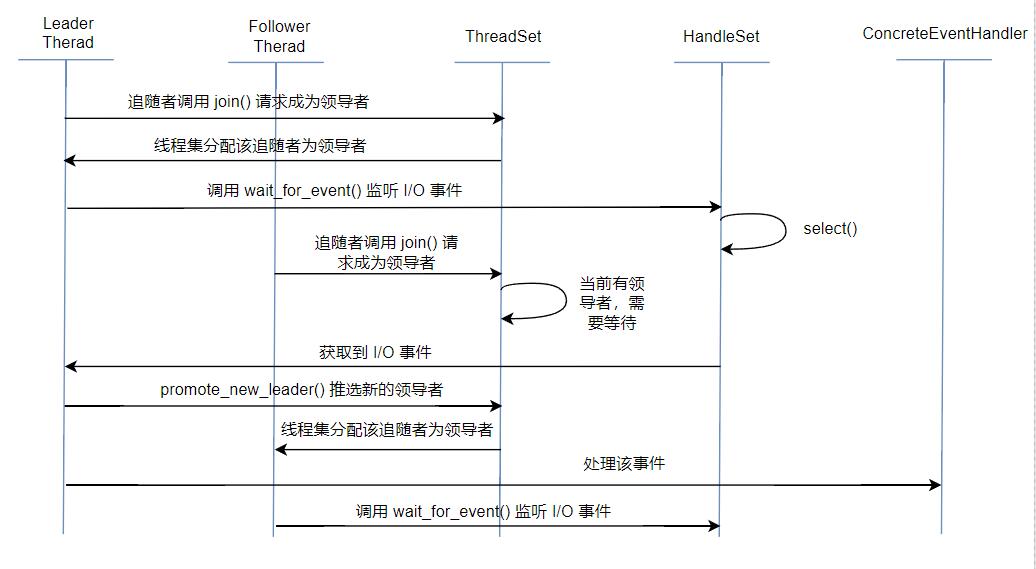 Leader
Therad
Follower
Therad
ThreadSet
HandleSet
ConcreteEventHandler
追随者调用 join() 请求成为领导者
线程集分配该追随者为领导者
调用 wait_for_event() 监听 I/O 事件
select()
追随者调用 join() 请
求成为领导者
当前有领
导者，需
要等待
获取到 I/O 事件
promote_new_leader() 推选新的领导者
线程集分配该追随者为领导者
处理该事件
调用 wait_for_event() 监听 I/O 事件